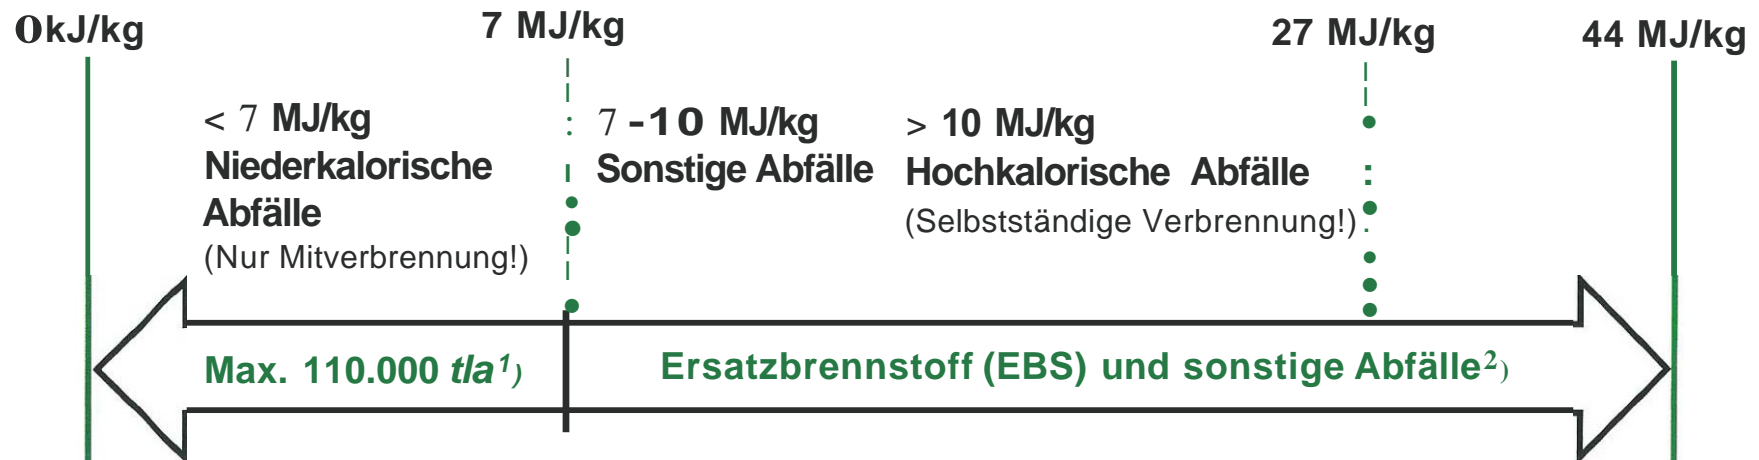 0kJ/kg
7 MJ/kg
27 MJ/kg
44 MJ/kg
< 7 MJ/kg
Niederkalorische
Abfälle
(Nur Mitverbrennung!)
7 -10 MJ/kg
Sonstige Abfälle
> 10 MJ/kg
Hochkalorische Abfälle
(Selbstständige Verbrennung!)
Max. 110.000 tla¹)
Ersatzbrennstoff (EBS) und sonstige Abfälle²)